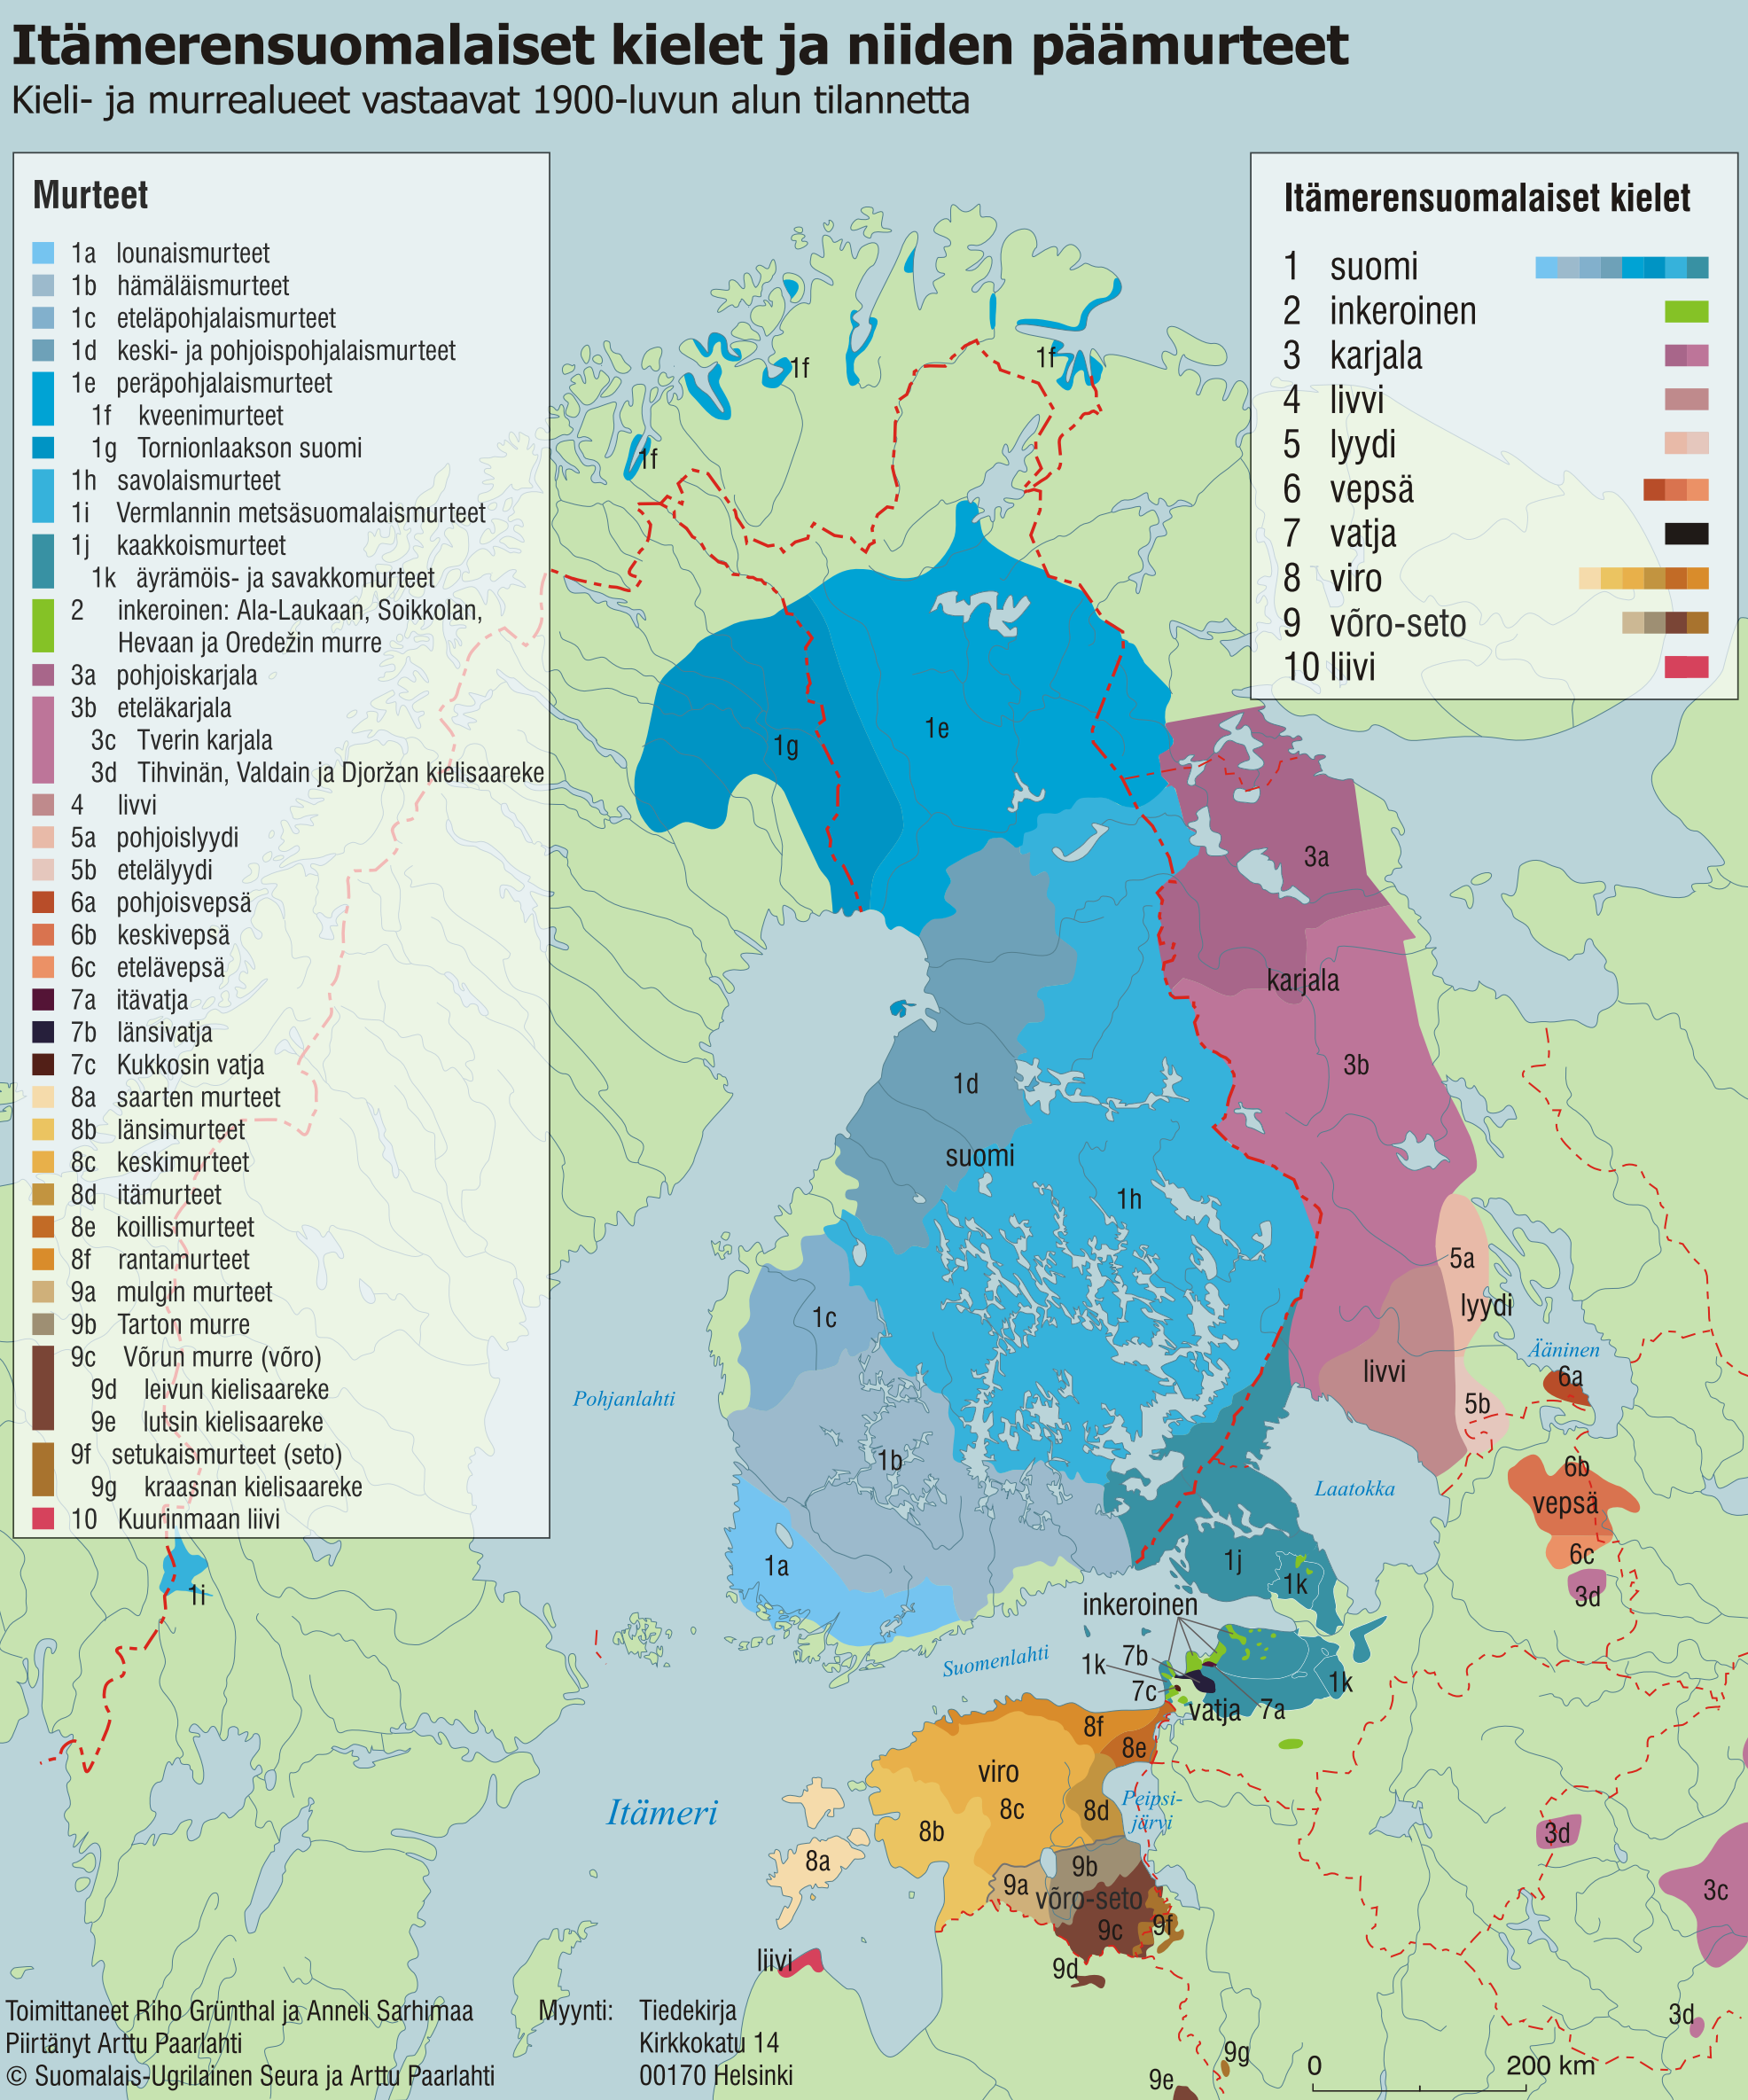 Itämerensuomalaiset kielet ja niiden päämurteet
Kieli- ja murrealueet vastaavat 1900-luvun alun tilannetta
Murteet
1a lounaismurteet
1b hämäläismurteet
1c eteläpohjalaismurteet
1d keski- ja pohjoispohjalaismurteet
1e peräpohjalaismurteet
1f kveenimurteet
1g Tornionlaakson suomi
1h savolaismurteet
1i Vermlannin metsäsuomalaismurteet
1j kaakkoismurteet
1k äyrämöis- ja savakkomurteet
2 inkeroinen: Ala-Laukaan, Soikkolan,
Hevaan ja Oredežin murre
3a pohjoiskarjala
3b eteläkarjala
3c Tverin karjala
3d Tihvinän, Valdain ja Djoržan kielisaareke
4 livvi
5a pohjoislyydi
5b etelälyydi
6a pohjoisvepsä
6b keskivepsä
6c etelävepsä
7a itävatja
7b länsivatja
7c Kukkosin vatja
8a saarten murteet
8b länsimurteet
8c keskimurteet
8d itämurteet
8e koillismurteet
8f rantamurteet
9a mulgin murteet
9b Tarton murre
9c Võrun murre (võro)
9d leivun kielisaareke
9e lutsin kielisaareke
9f setukaismurteet (seto)
9g kraasnan kielisaareke
10 Kuurinmaan liivi
Itämerensuomalaiset kielet
1 suomi
2 inkeroinen
3 karjala
4 livvi
5 lyydi
6 vepsä
7 vatja
8 viro
9 võro-seto
10 liivi
1f
1f
1f
1e
1g
3a
karjala
3b
1d
suomi
1h
5a
lyydi
1c
Ääninen
livvi
6a
Pohjanlahti
5b
1b
6b
Laatokka
vepsä
6c
1a
1j
1k
3d
1i
inkeroinen
7b
Suomenlahti
1k
1k
7c
vatja
7a
8f
8e
viro
Peipsi-
järvi
8c
8d
Itämeri
8b
3d
8a
9b
9a
võro-seto
3c
9c
9f
liivi
9d
3d
9g
9e
0 200 km
Toimittaneet Riho Grünthal ja Anneli Sarhimaa
Piirtänyt Arttu Paarlahti
© Suomalais-Ugrilainen Seura ja Arttu Paarlahti
Myynti: Tiedekirja
Kirkkokatu 14
00170 Helsinki